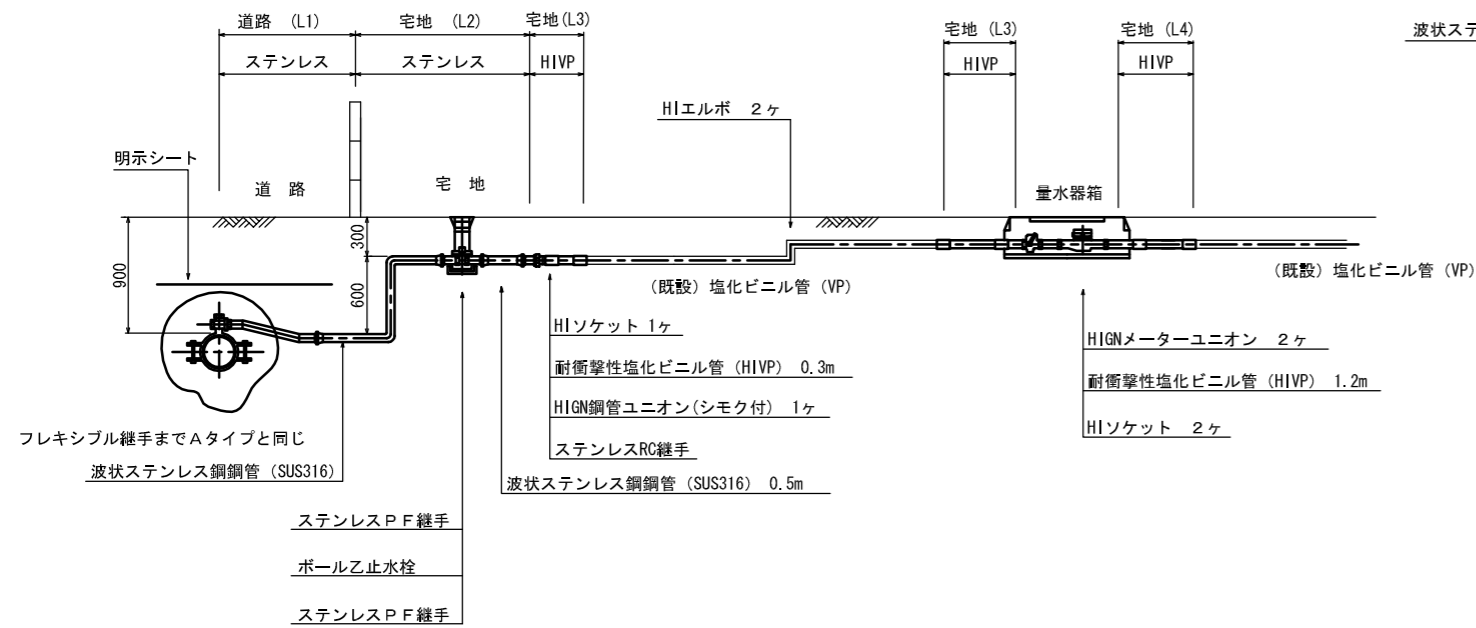 道路 (L1)
宅地 (L2)
宅地(L3)
ステンレス
ステンレス
HIVP
宅地 (L3)
HIVP
宅地 (L4)
HIVP
波状ステ
HIエルボ 2ヶ
明示シート
道 路
宅 地
量水器箱
900
300
600
(既設) 塩化ビニル管 (VP)
(既設) 塩化ビニル管 (VP)
HIソケット 1ヶ
耐衝撃性塩化ビニル管 (HIVP) 0.3m
HIGN鋼管ユニオン(シモク付) 1ヶ
ステンレスRC継手
波状ステンレス鋼鋼管 (SUS316) 0.5m
HIGNメーターユニオン 2ヶ
耐衝撃性塩化ビニル管 (HIVP) 1.2m
HIソケット 2ヶ
フレキシブル継手までAタイプと同じ
波状ステンレス鋼鋼管 (SUS316)
ステンレスPF継手
ボール乙止水栓
ステンレスPF継手